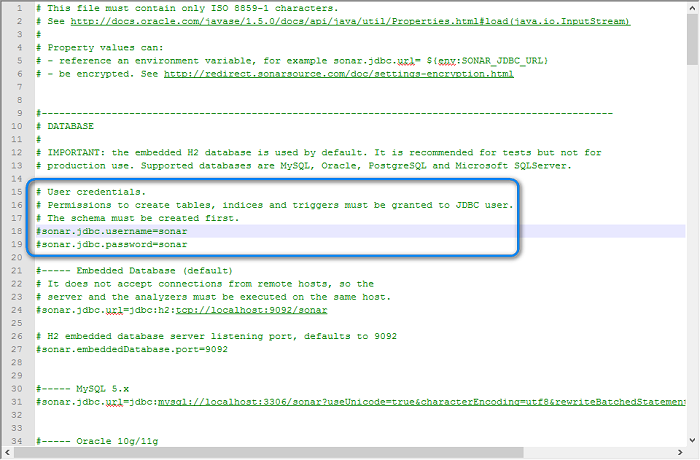 1 # This file must contain only ISO 8859-1 characters.
2 # See http://docs.oracle.com/javase/1.5.0/docs/api/java/util/Properties.html#load(java.io.InputStream)
3 #
4 # Property values can:
5 # - reference an environment variable, for example sonar.jdbc.url= ${env:SONAR_JDBC_URL}
6 # - be encrypted. See http://redirect.sonarsource.com/doc/settings-encryption.html
7
8
9 #--------------------------------------------------------------------------------------------------
10 # DATABASE
11 #
12 # IMPORTANT: the embedded H2 database is used by default. It is recommended for tests but not for
13 # production use. Supported databases are MySQL, Oracle, PostgreSQL and Microsoft SQLServer.
14
15 # User credentials.
16 # Permissions to create tables, indices and triggers must be granted to JDBC user.
17 # The schema must be created first.
18 #sonar.jdbc.username=sonar
19 #sonar.jdbc.password=sonar
20
21 #----- Embedded Database (default)
22 # It does not accept connections from remote hosts, so the
23 # server and the analyzers must be executed on the same host.
24 #sonar.jdbc.url=jdbc:h2:tcp://localhost:9092/sonar
25
26 # H2 embedded database server listening port, defaults to 9092
27 #sonar.embeddedDatabase.port=9092
28
29
30 #----- MySQL 5.x
31 #sonar.jdbc.url=jdbc:mysql://localhost:3306/sonar?useUnicode=true&characterEncoding=utf8&rewriteBatchedStatement
32
33
34 #----- Oracle 10g/11g